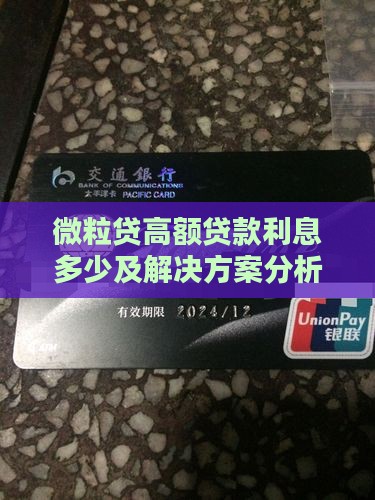 交通銀行
BANK OF COMMUNICATIONS
太平洋卡 PACIFIC CARD
微粒贷高额贷款利息
多少及解决方案分析
有效期限 2024/12
UnionPay
银联
ATM